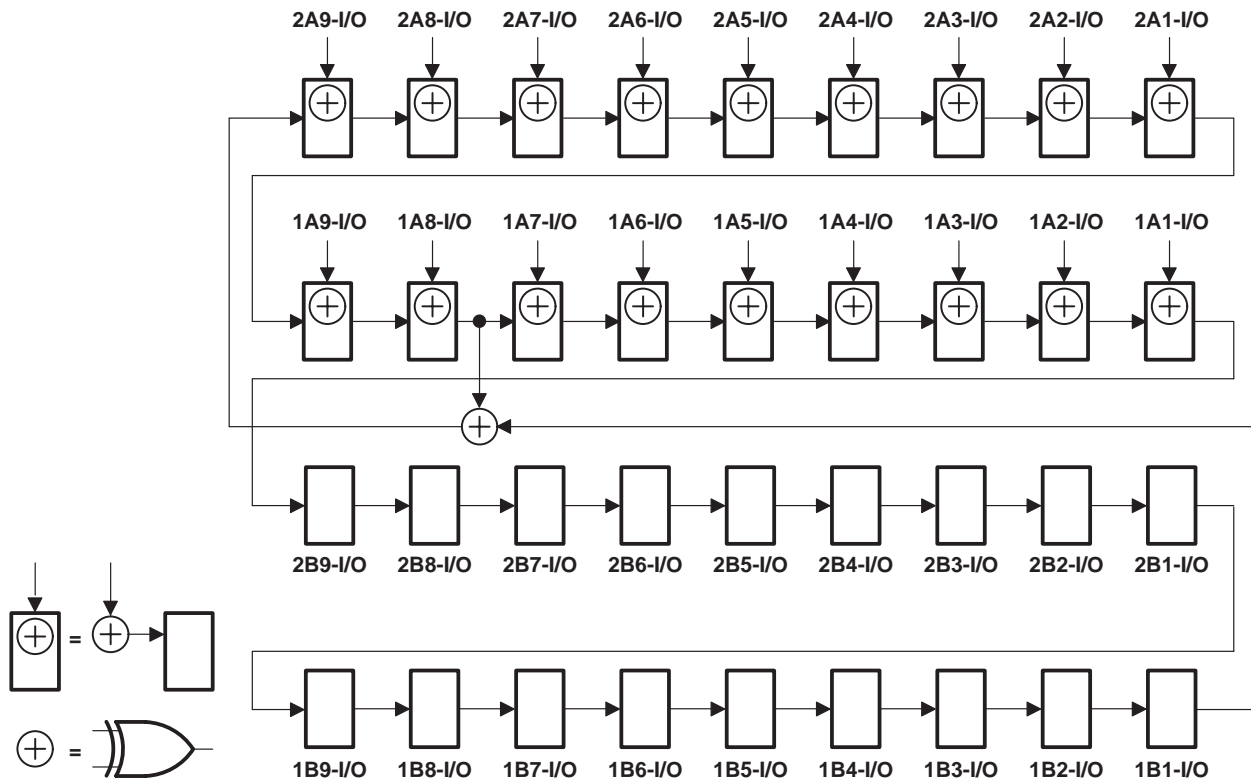 2A9-I/O 2A8-I/O 2A7-I/O 2A6-I/O 2A5-I/O 2A4-I/O 2A3-I/O 2A2-I/O 2A1-I/O
1A9-I/O 1A8-I/O 1A7-I/O 1A6-I/O 1A5-I/O 1A4-I/O 1A3-I/O 1A2-I/O 1A1-I/O
2B9-I/O 2B8-I/O 2B7-I/O 2B6-I/O 2B5-I/O 2B4-I/O 2B3-I/O 2B2-I/O 2B1-I/O
=
=
1B9-I/O 1B8-I/O 1B7-I/O 1B6-I/O 1B5-I/O 1B4-I/O 1B3-I/O 1B2-I/O 1B1-I/O